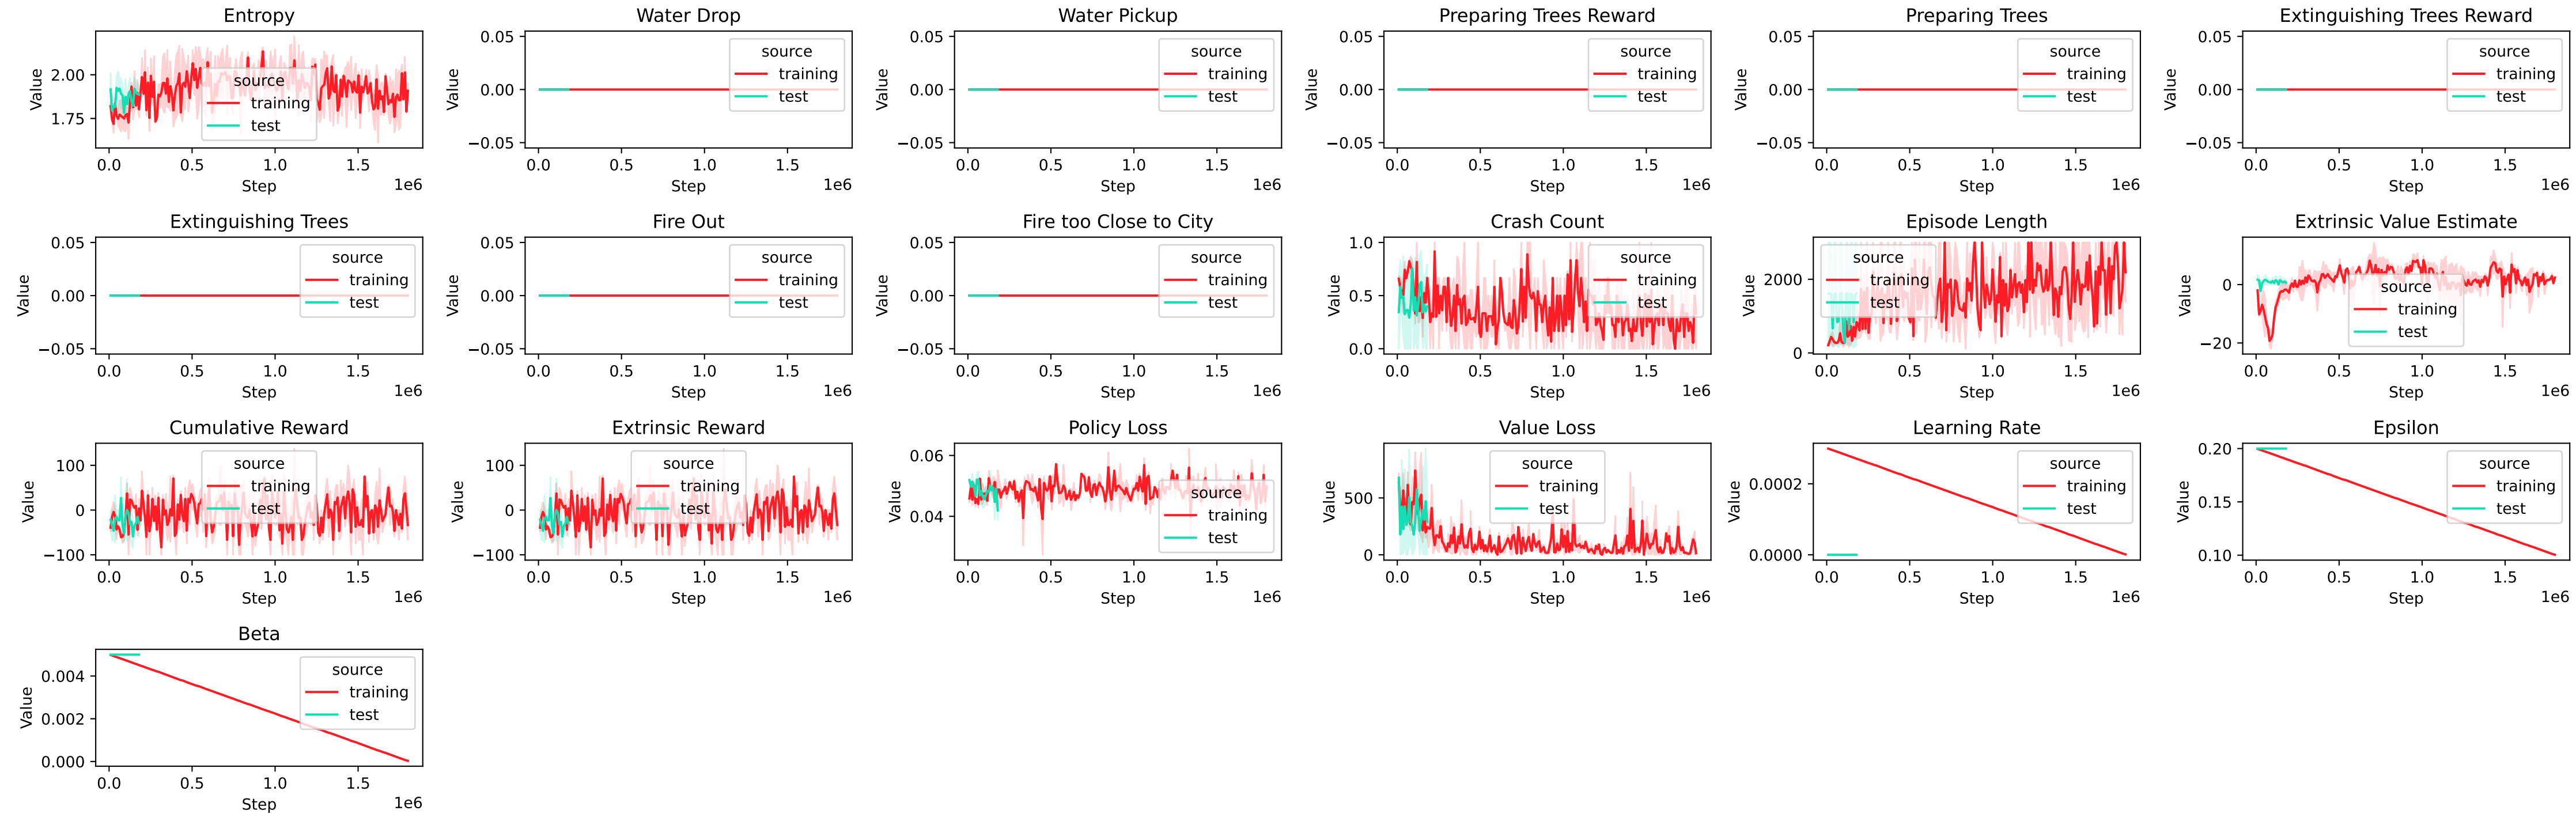 Entropy
Value
2.00
1.75
source
training
test
0.0 0.5 1.0 1.5
Step
1e6
Water Drop
Value
0.05
0.00
−0.05
source
training
test
0.0 0.5 1.0 1.5
Step
1e6
Water Pickup
Value
0.05
0.00
−0.05
source
training
test
0.0 0.5 1.0 1.5
Step
1e6
Preparing Trees Reward
Value
0.05
0.00
−0.05
source
training
test
0.0 0.5 1.0 1.5
Step
1e6
Preparing Trees
Value
0.05
0.00
−0.05
source
training
test
0.0 0.5 1.0 1.5
Step
1e6
Extinguishing Trees Reward
Value
0.05
0.00
−0.05
source
training
test
0.0 0.5 1.0 1.5
Step
1e6
Extinguishing Trees
Value
0.05
0.00
−0.05
source
training
test
0.0 0.5 1.0 1.5
Step
1e6
Fire Out
Value
0.05
0.00
−0.05
source
training
test
0.0 0.5 1.0 1.5
Step
1e6
Fire too Close to City
Value
0.05
0.00
−0.05
source
training
test
0.0 0.5 1.0 1.5
Step
1e6
Crash Count
Value
1.0
0.5
0.0
source
training
test
0.0 0.5 1.0 1.5
Step
1e6
Episode Length
Value
2000
0
source
training
test
0.0 0.5 1.0 1.5
Step
1e6
Extrinsic Value Estimate
Value
0
−20
source
training
test
0.0 0.5 1.0 1.5
Step
1e6
Cumulative Reward
Value
100
0
−100
source
training
test
0.0 0.5 1.0 1.5
Step
1e6
Extrinsic Reward
Value
100
0
−100
source
training
test
0.0 0.5 1.0 1.5
Step
1e6
Policy Loss
Value
0.06
0.04
source
training
test
0.0 0.5 1.0 1.5
Step
1e6
Value Loss
Value
500
0
source
training
test
0.0 0.5 1.0 1.5
Step
1e6
Learning Rate
Value
0.0002
0.0000
source
training
test
0.0 0.5 1.0 1.5
Step
1e6
Epsilon
Value
0.20
0.15
0.10
source
training
test
0.0 0.5 1.0 1.5
Step
1e6
Beta
Value
0.004
0.002
0.000
source
training
test
0.0 0.5 1.0 1.5
Step
1e6